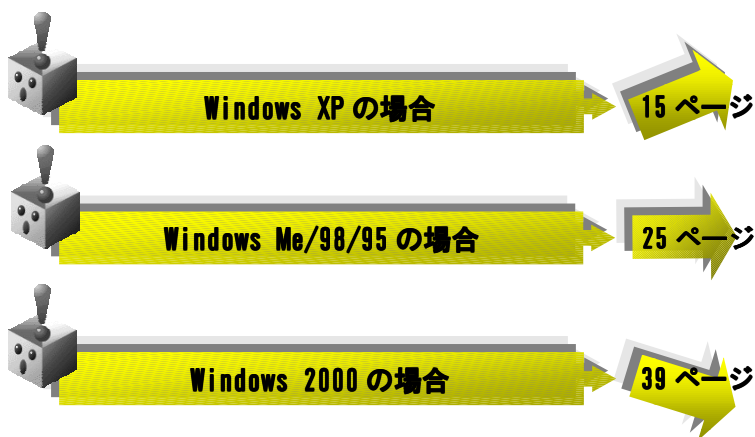 Windows XP の場合 15 ページ
Windows Me/98/95 の場合 25 ページ
Windows 2000 の場合 39 ページ